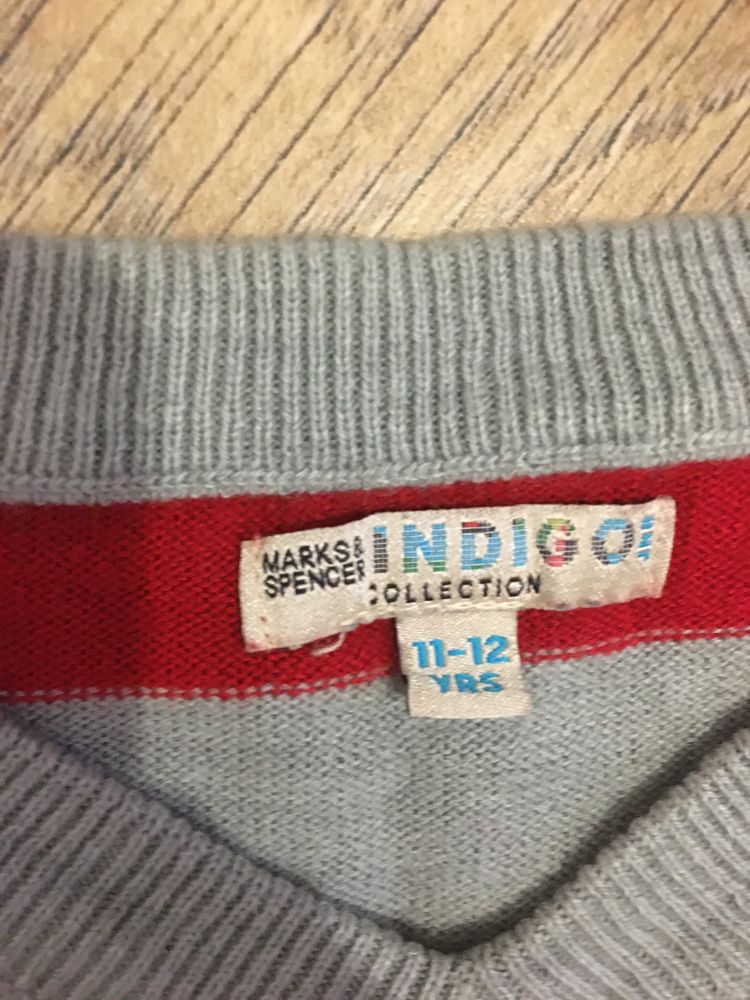 MARKS&
SPENCER
INDIGO
COLLECTION
11-12
YRS